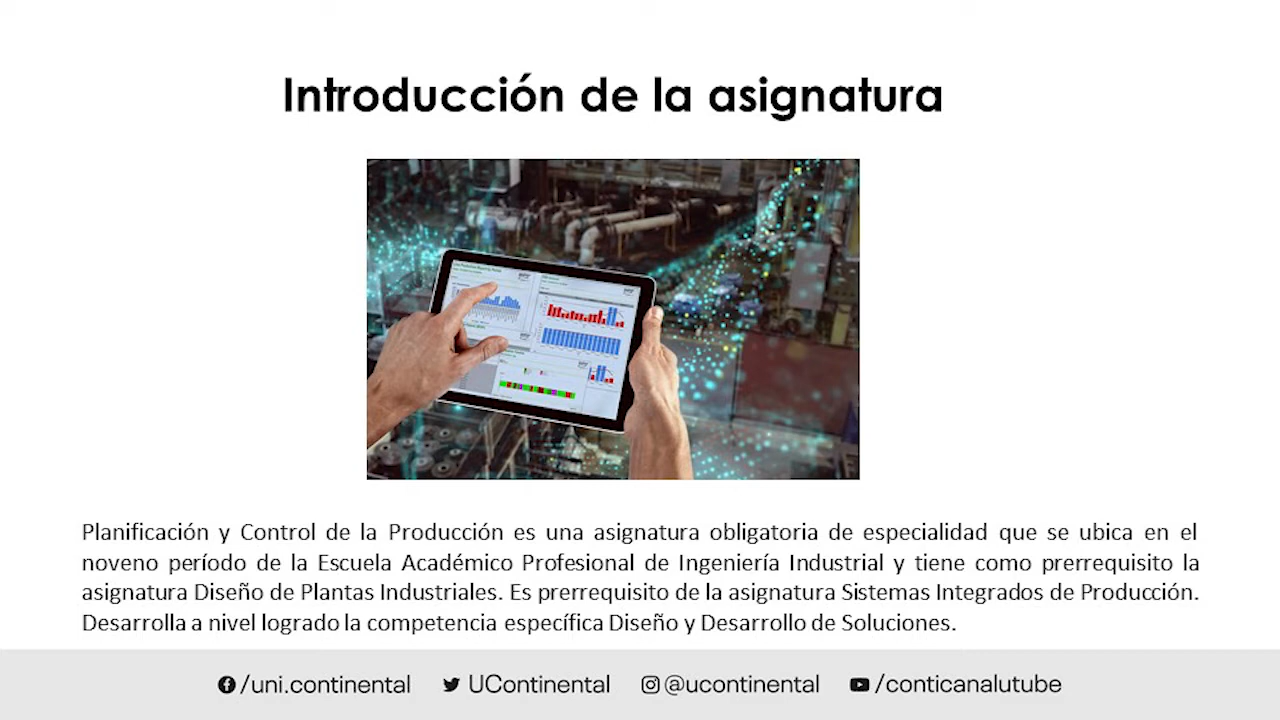 Introducción de la asignatura
Planificación y Control de la Producción es una asignatura obligatoria de especialidad que se ubica en el
noveno período de la Escuela Académico Profesional de Ingeniería Industrial y tiene como prerrequisito la
asignatura Diseño de Plantas Industriales. Es prerrequisito de la asignatura Sistemas Integrados de Producción.
Desarrolla a nivel logrado la competencia específica Diseño y Desarrollo de Soluciones.
/uni.continental UContinental @ucontinental /conticanalutube